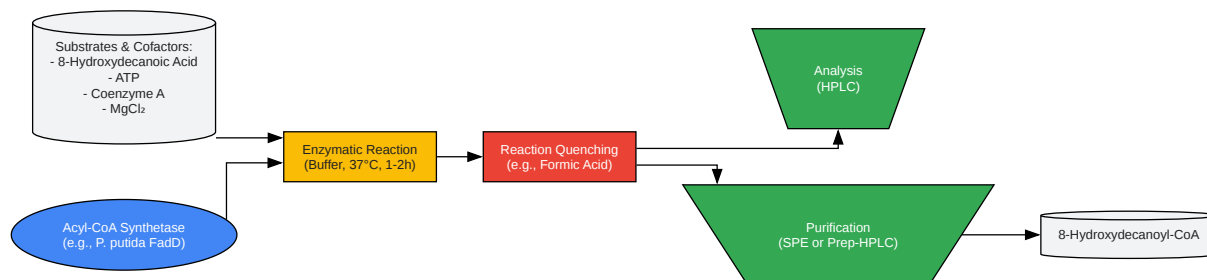 Substrates & Cofactors:
- 8-Hydroxydecanoic Acid
- ATP
- Coenzyme A
- MgCl₂
Acyl-CoA Synthetase
(e.g., P. putida FadD)
Enzymatic Reaction
(Buffer, 37°C, 1-2h)
Reaction Quenching
(e.g., Formic Acid)
Analysis
(HPLC)
Purification
(SPE or Prep-HPLC)
8-Hydroxydecanoyl-CoA